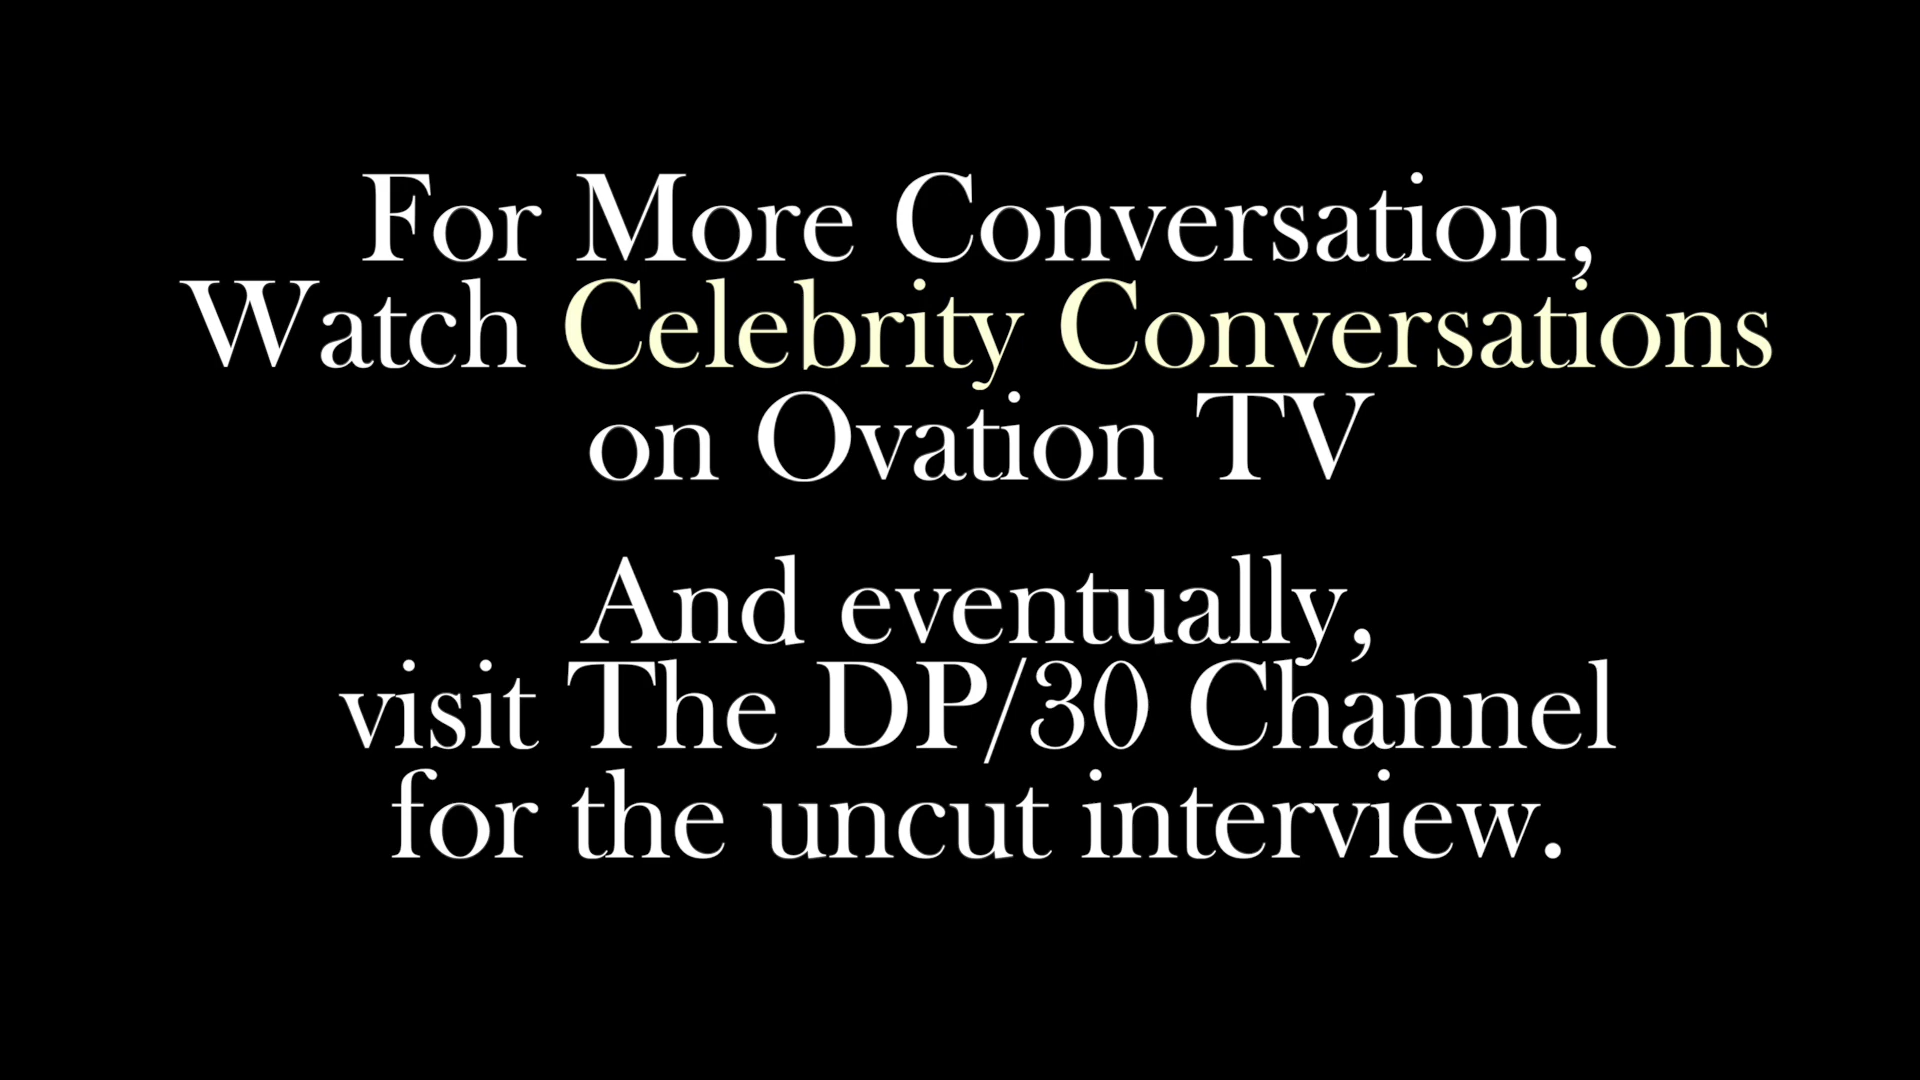 For More Conversation,
Watch Celebrity Conversations
on Ovation TV
And eventually,
visit The DP/30 Channel
for the uncut interview.